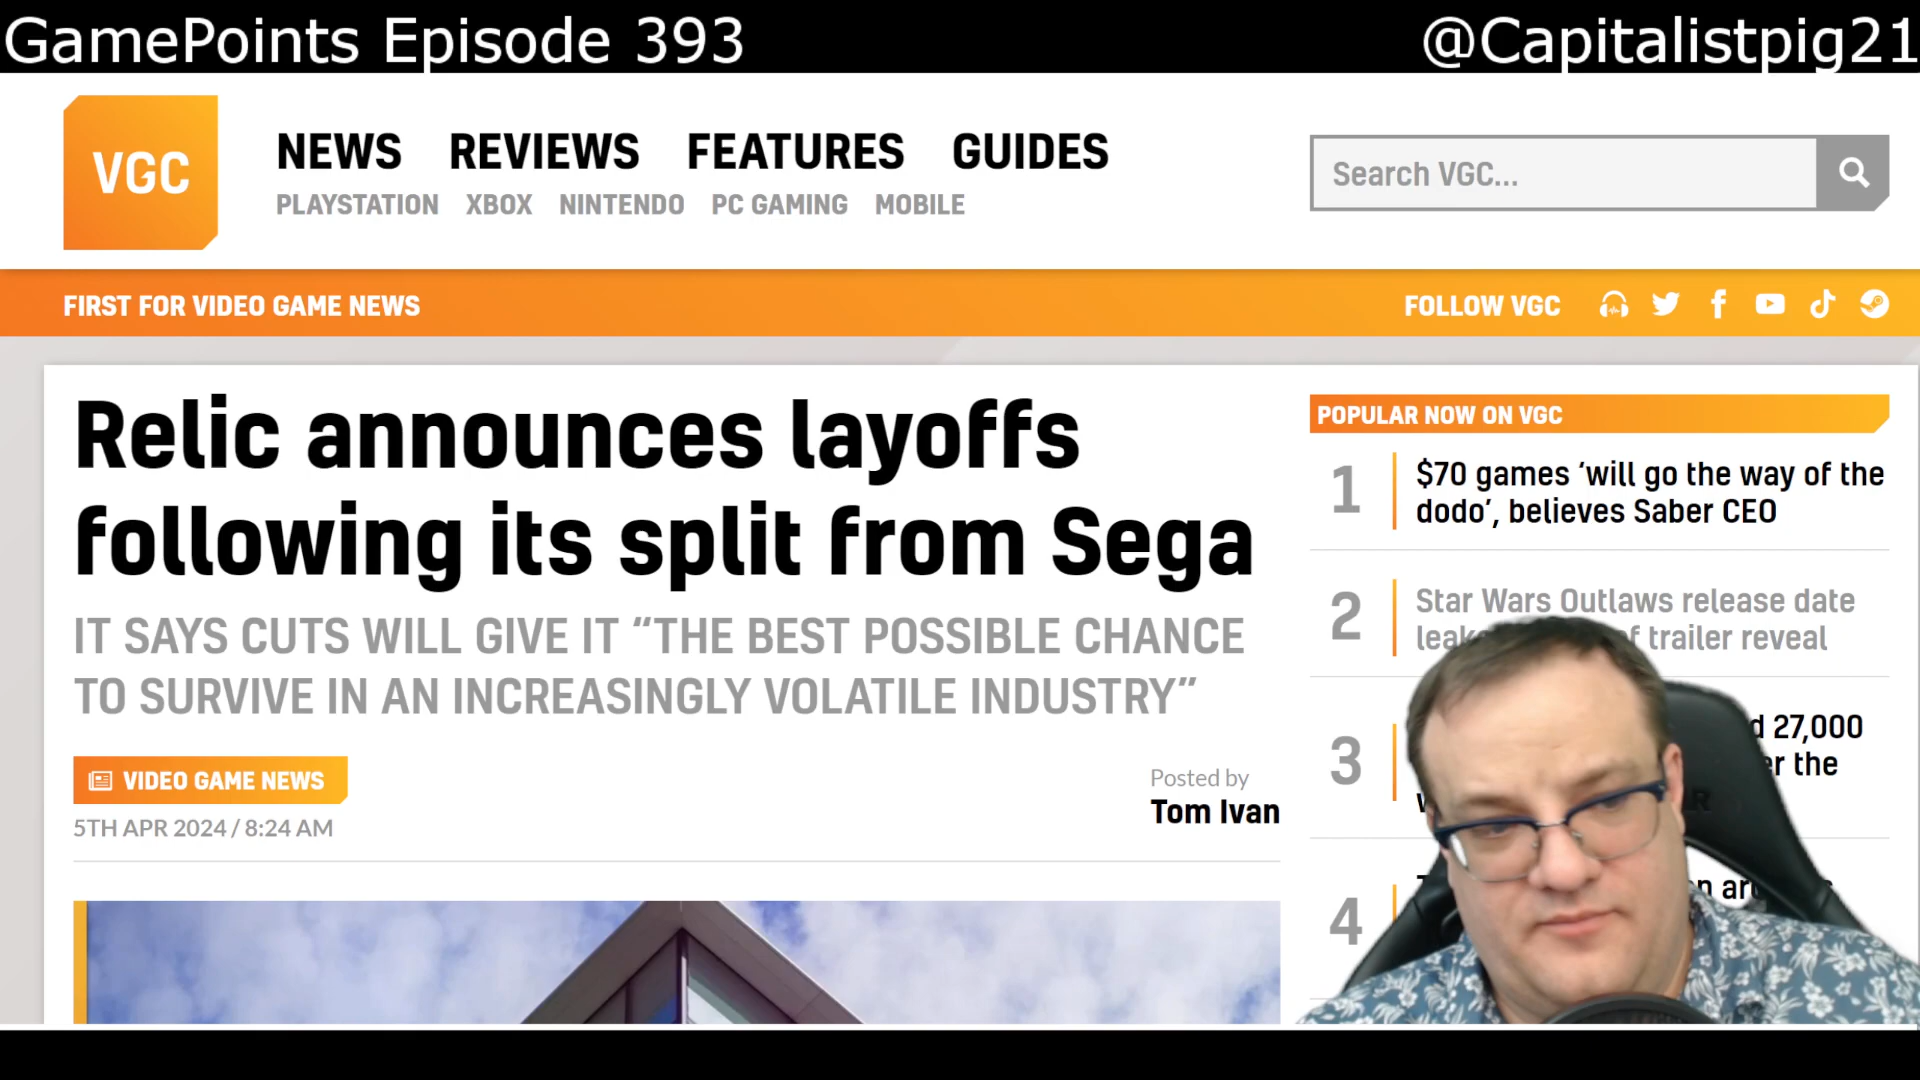 GamePoints Episode 393
@Capitalistpig21
VGC
NEWS REVIEWS FEATURES GUIDES
PLAYSTATION XBOX NINTENDO PC GAMING MOBILE
Search VGC...
FIRST FOR VIDEO GAME NEWS
FOLLOW VGC
Relic announces layoffs
following its split from Sega
IT SAYS CUTS WILL GIVE IT “THE BEST POSSIBLE CHANCE
TO SURVIVE IN AN INCREASINGLY VOLATILE INDUSTRY”
VIDEO GAME NEWS
5TH APR 2024 / 8:24 AM
Posted by
Tom Ivan
POPULAR NOW ON VGC
1
$70 games ‘will go the way of the
dodo’, believes Saber CEO
2
Star Wars Outlaws release date
trailer reveal
3
27,000
the
4